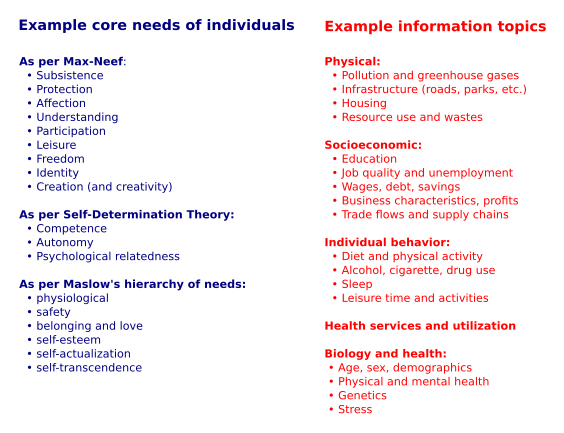 Example core needs of individuals
As per Max-Neef:
• Subsistence
• Protection
• Affection
• Understanding
• Participation
• Leisure
• Freedom
• Identity
• Creation (and creativity)
As per Self-Determination Theory:
• Competence
• Autonomy
• Psychological relatedness
As per Maslow's hierarchy of needs:
• physiological
• safety
• belonging and love
• self-esteem
• self-actualization
• self-transcendence
Example information topics
Physical:
• Pollution and greenhouse gases
• Infrastructure (roads, parks, etc.)
• Housing
• Resource use and wastes
Socioeconomic:
• Education
• Job quality and unemployment
• Wages, debt, savings
• Business characteristics, profits
• Trade flows and supply chains
Individual behavior:
• Diet and physical activity
• Alcohol, cigarette, drug use
• Sleep
• Leisure time and activities
Health services and utilization
Biology and health:
• Age, sex, demographics
• Physical and mental health
• Genetics
• Stress